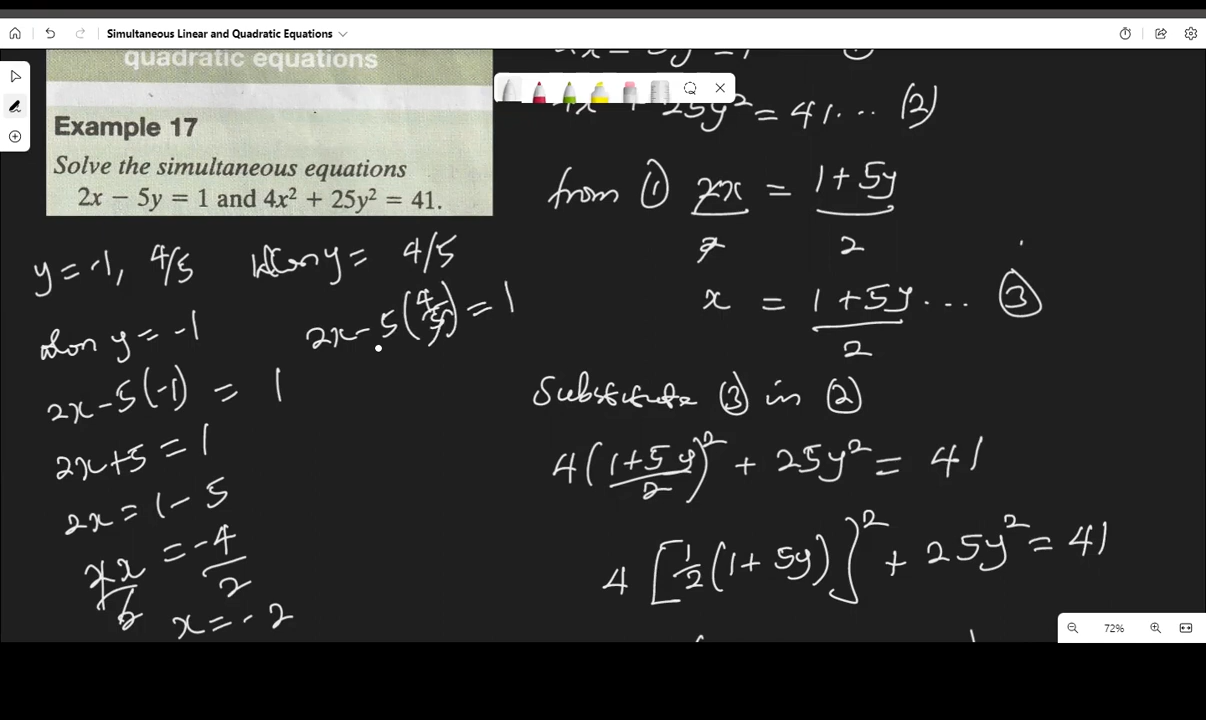 Simultaneous Linear and Quadratic Equations
quadratic equations
Example 17
Solve the simultaneous equations
2x − 5y = 1 and 4x² + 25y² = 41.
y = -1, 4/5
when y = -1
2x - 5(-1) = 1
2x + 5 = 1
2x = 1 - 5
2x/2 = -4/2
x = -2
when y = 4/5
2x - 5(4/5) = 1
25y² = 41 ... (2)
from (1) 2x/2 = (1 + 5y)/2
x = (1 + 5y)/2 ... (3)
Substitute (3) in (2)
4((1+5y)/2)² + 25y² = 41
4[1/2(1 + 5y)]² + 25y² = 41
72%